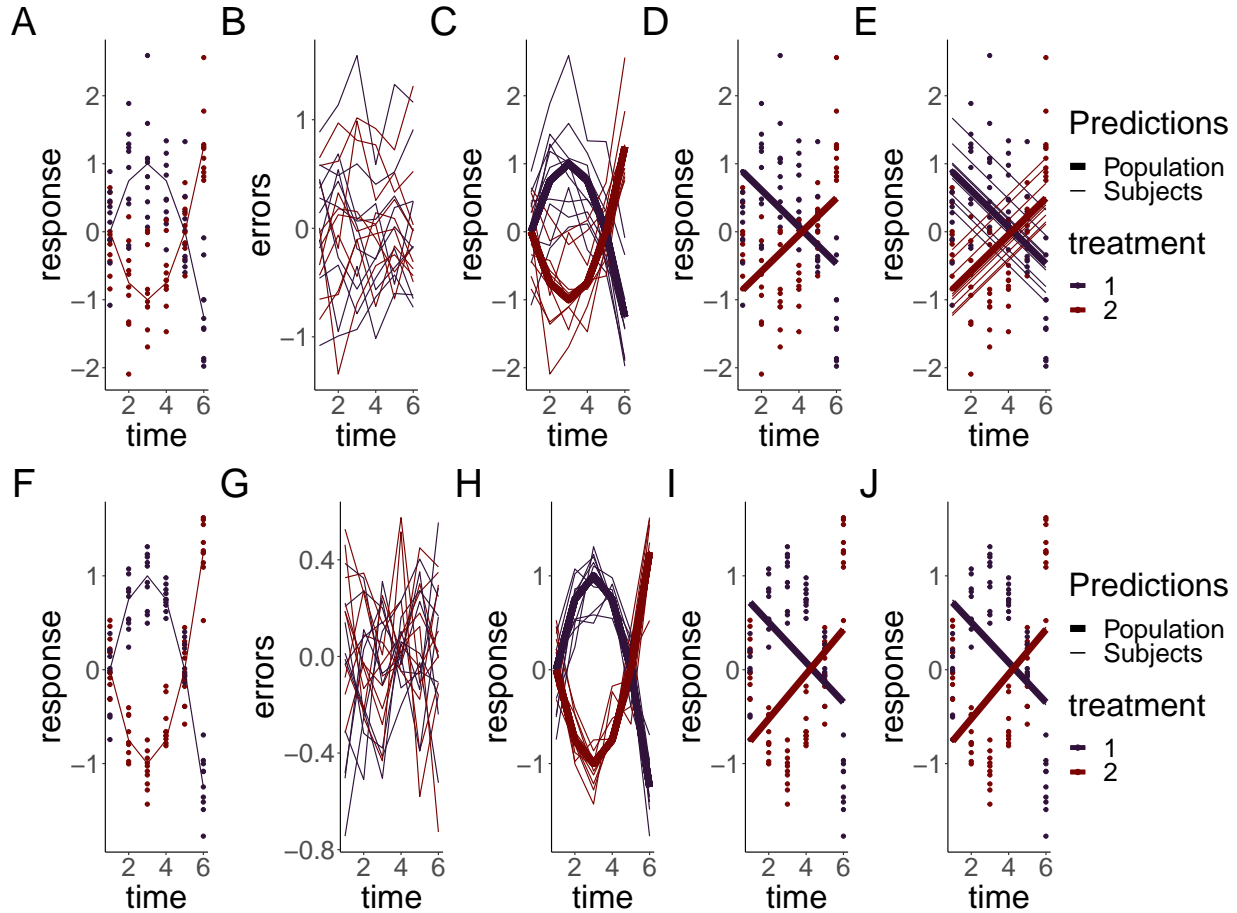 A B C D E
response
2
1
0
−1
−2
2 4 6
time
errors
1
0
−1
2 4 6
time
response
2
1
0
−1
−2
2 4 6
time
response
2
1
0
−1
−2
2 4 6
time
response
2
1
0
−1
−2
2 4 6
time
Predictions
Population
Subjects
treatment
1
2
F G H I J
response
1
0
−1
2 4 6
time
errors
0.4
0.0
−0.4
−0.8
2 4 6
time
response
1
0
−1
2 4 6
time
response
1
0
−1
2 4 6
time
response
1
0
−1
2 4 6
time
Predictions
Population
Subjects
treatment
1
2